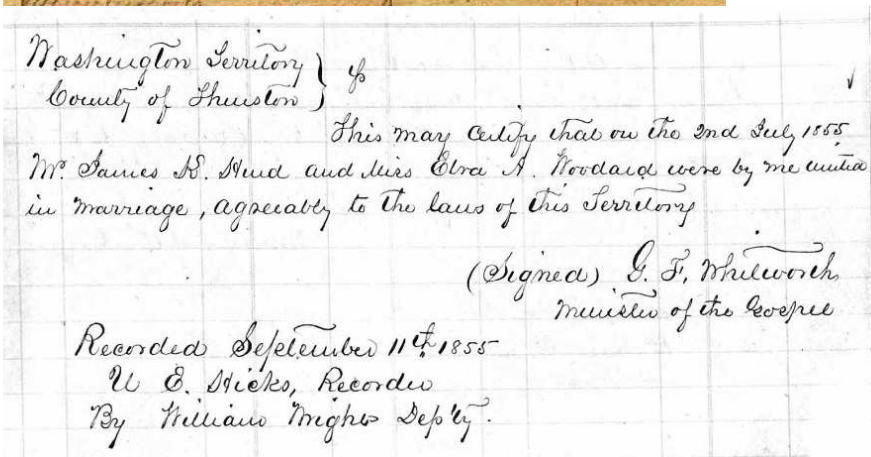 Washington Territory
County of Thurston } ss
This may certify that on the 2nd July 1855
Mr. James K. Hurd and Miss Elva A. Woodard were by me united
in marriage, agreeably to the laws of this Territory
(Signed) G. F. Whitworth
Minister of the Gospel
Recorded September 11th 1855
U E. Hicks, Recorder
By William Wright Dep'ty.